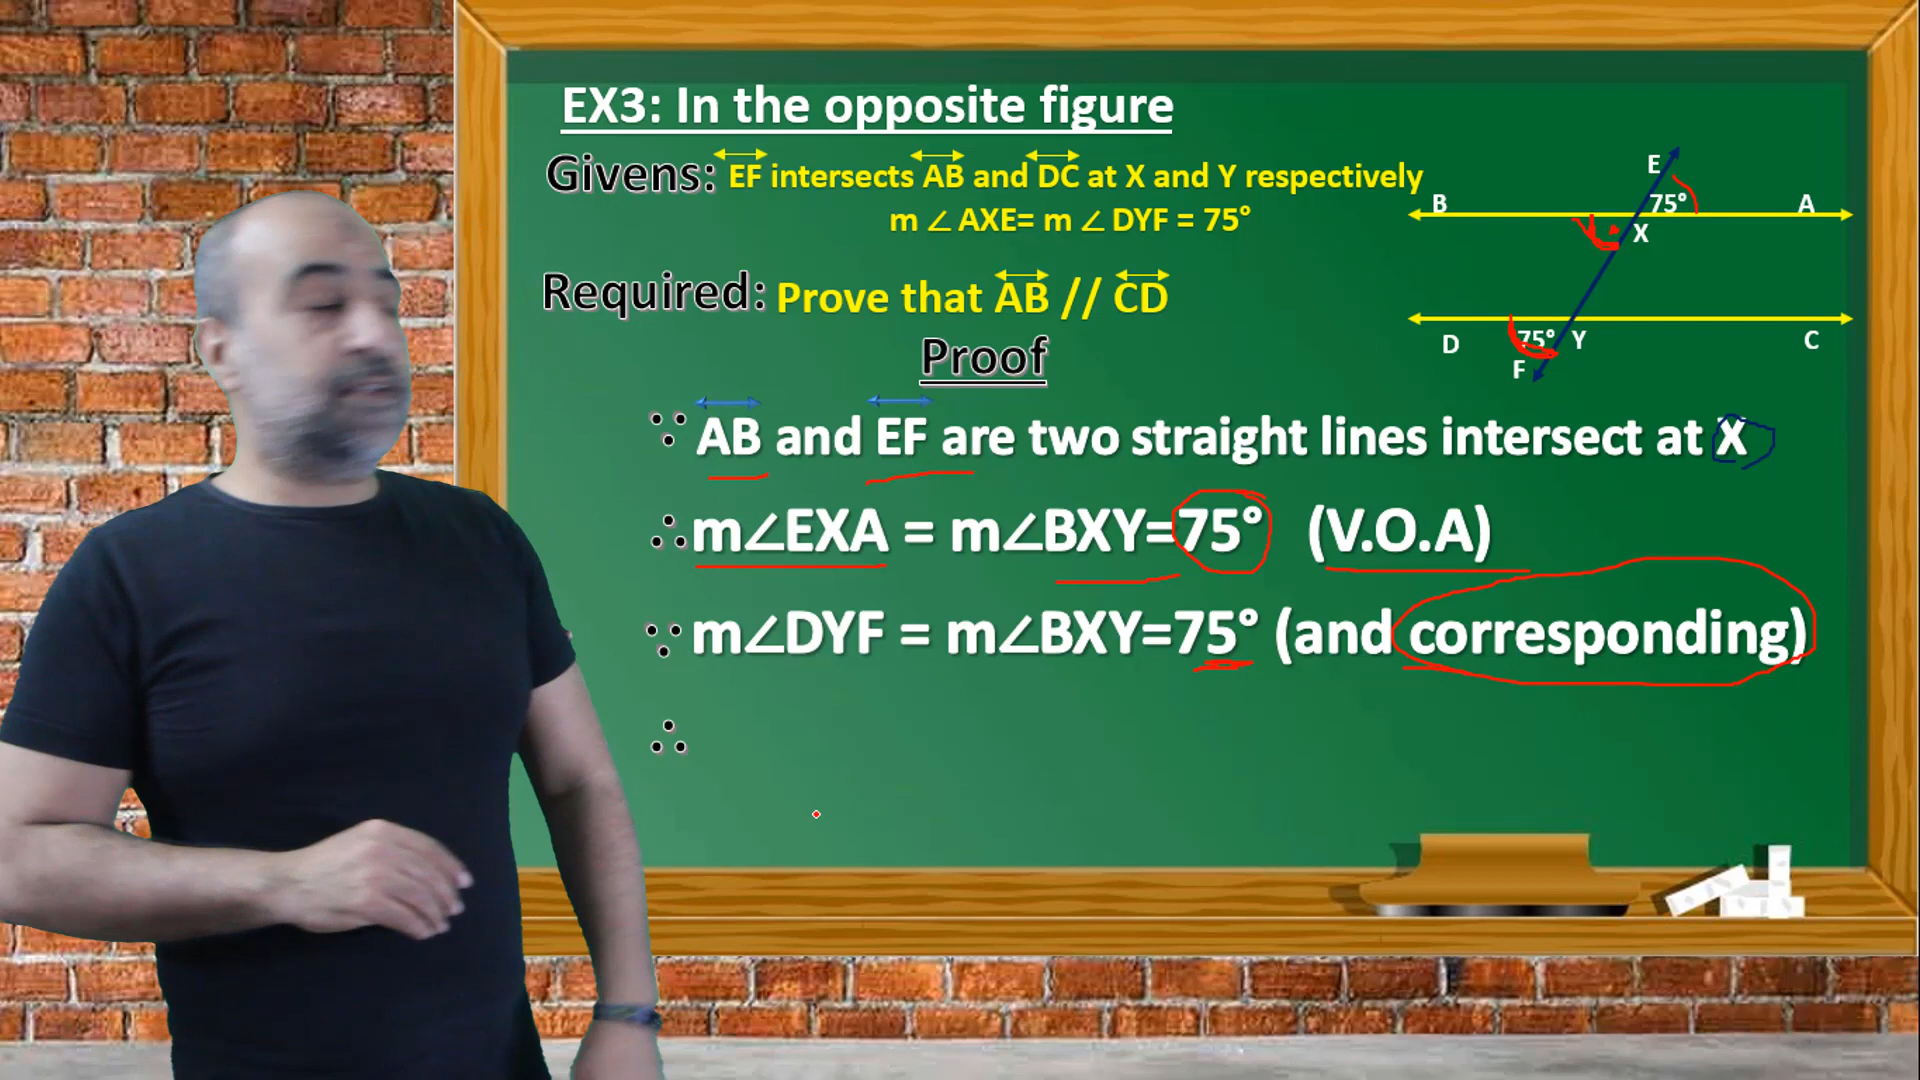 EX3: In the opposite figure
Givens: EF intersects AB and DC at X and Y respectively
m ∠ AXE= m ∠ DYF = 75°
Required: Prove that AB // CD
Proof
∵ AB and EF are two straight lines intersect at X
∴ m∠EXA = m∠BXY=75° (V.O.A)
∵ m∠DYF = m∠BXY=75° (and corresponding)
∴
E
B 75° A
X
D 75° Y C
F